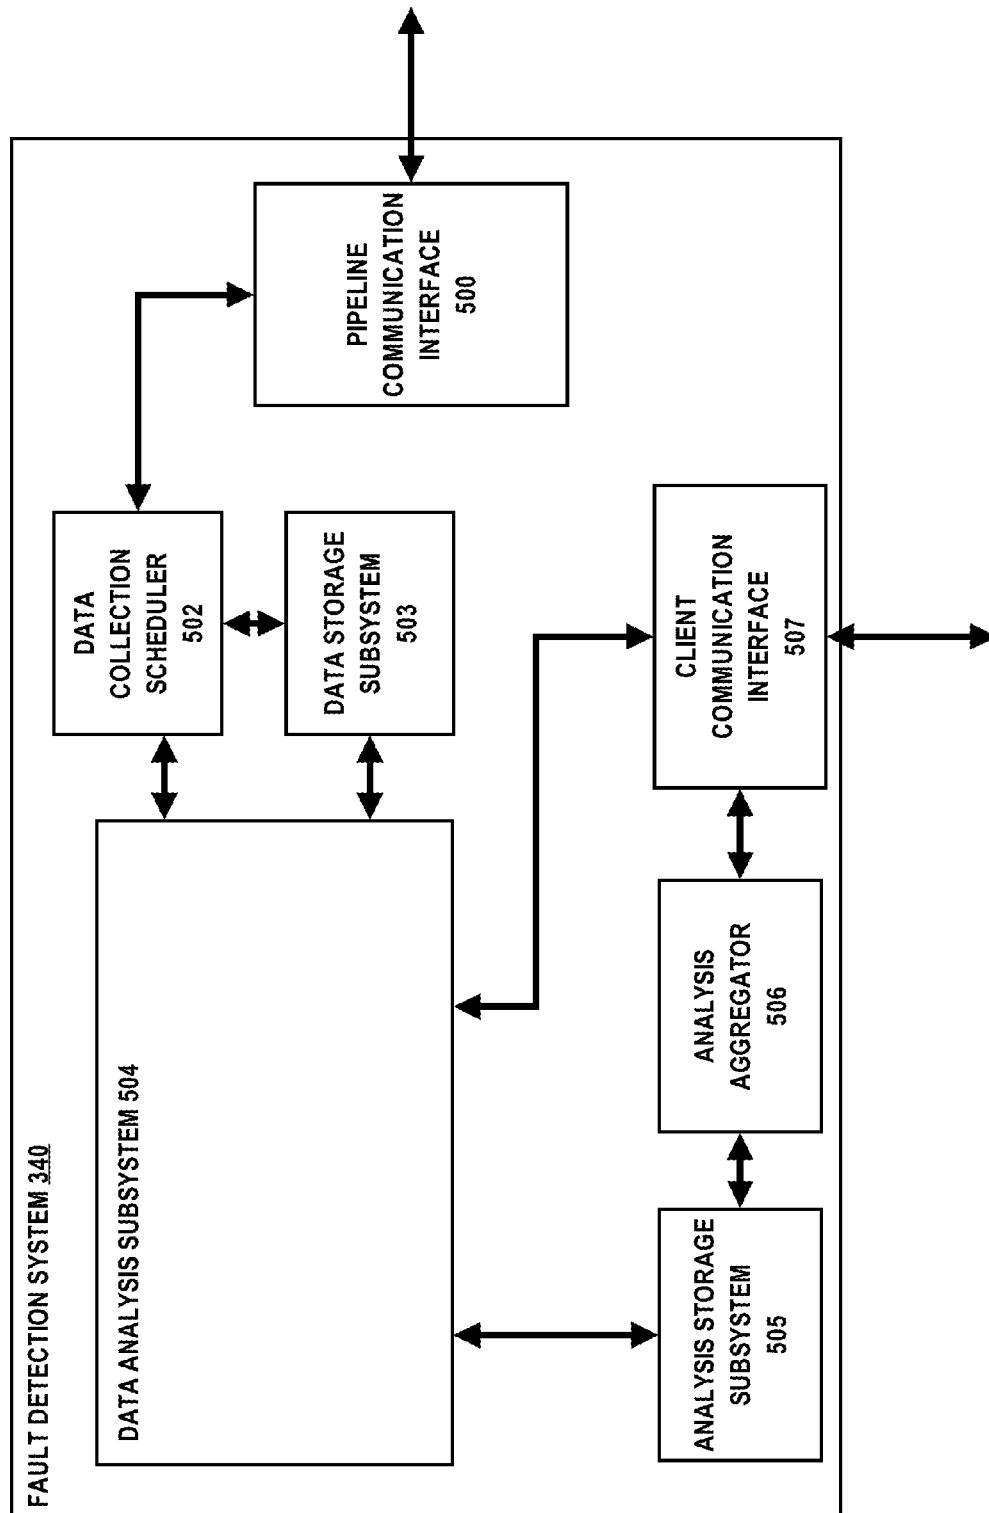 FAULT DETECTION SYSTEM 340
DATA ANALYSIS SUBSYSTEM 504
DATA
COLLECTION
SCHEDULER
502
DATA STORAGE
SUBSYSTEM
503
PIPELINE
COMMUNICATION
INTERFACE
500
ANALYSIS STORAGE
SUBSYSTEM
505
ANALYSIS
AGGREGATOR
506
CLIENT
COMMUNICATION
INTERFACE
507